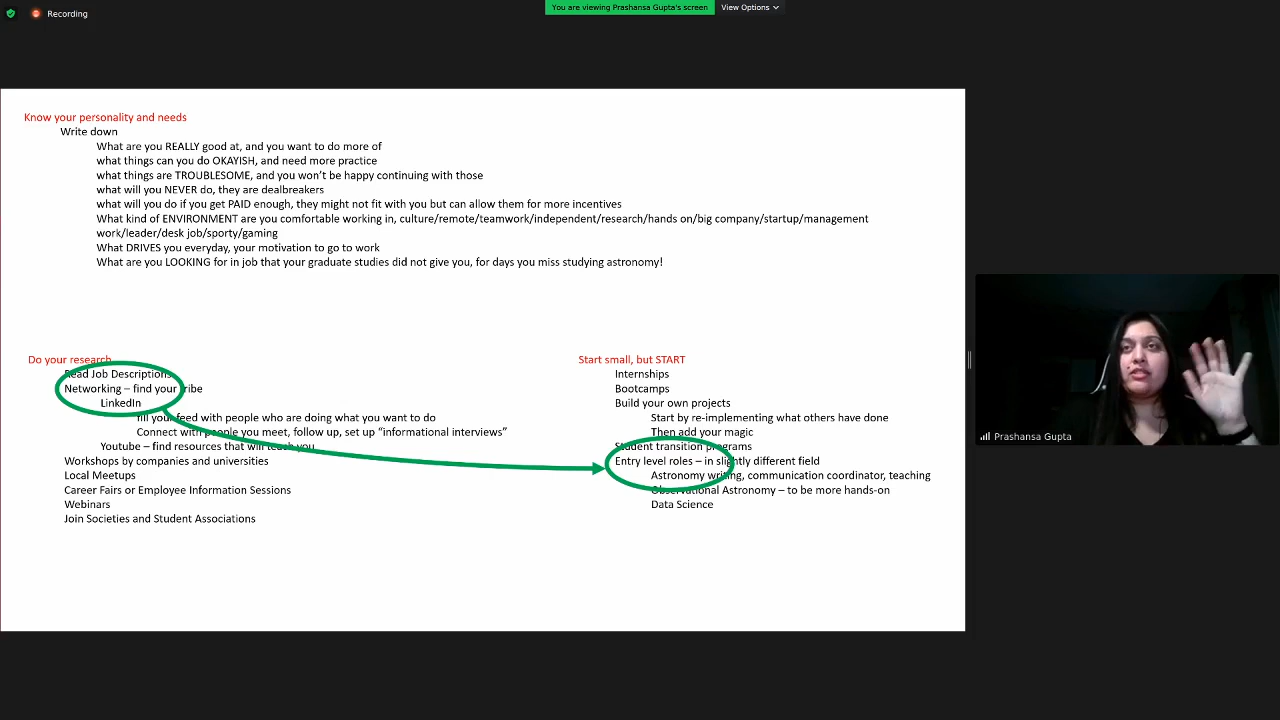 Recording
You are viewing Prashansa Gupta's screen
View Options
Know your personality and needs
Write down
What are you REALLY good at, and you want to do more of
what things can you do OKAYISH, and need more practice
what things are TROUBLESOME, and you won't be happy continuing with those
what will you NEVER do, they are dealbreakers
what will you do if you get PAID enough, they might not fit with you but can allow them for more incentives
What kind of ENVIRONMENT are you comfortable working in, culture/remote/teamwork/independent/research/hands on/big company/startup/management
work/leader/desk job/sporty/gaming
What DRIVES you everyday, your motivation to go to work
What are you LOOKING for in job that your graduate studies did not give you, for days you miss studying astronomy!
Do your research
Read Job Descriptions
Networking – find your tribe
LinkedIn
fill your feed with people who are doing what you want to do
Connect with people you meet, follow up, set up "informational interviews"
Youtube – find resources that will teach you
Workshops by companies and universities
Local Meetups
Career Fairs or Employee Information Sessions
Webinars
Join Societies and Student Associations
Start small, but START
Internships
Bootcamps
Build your own projects
Start by re-implementing what others have done
Then add your magic
Student transition programs
Entry level roles – in slightly different field
Astronomy writing, communication coordinator, teaching
Observational Astronomy – to be more hands-on
Data Science
Prashansa Gupta